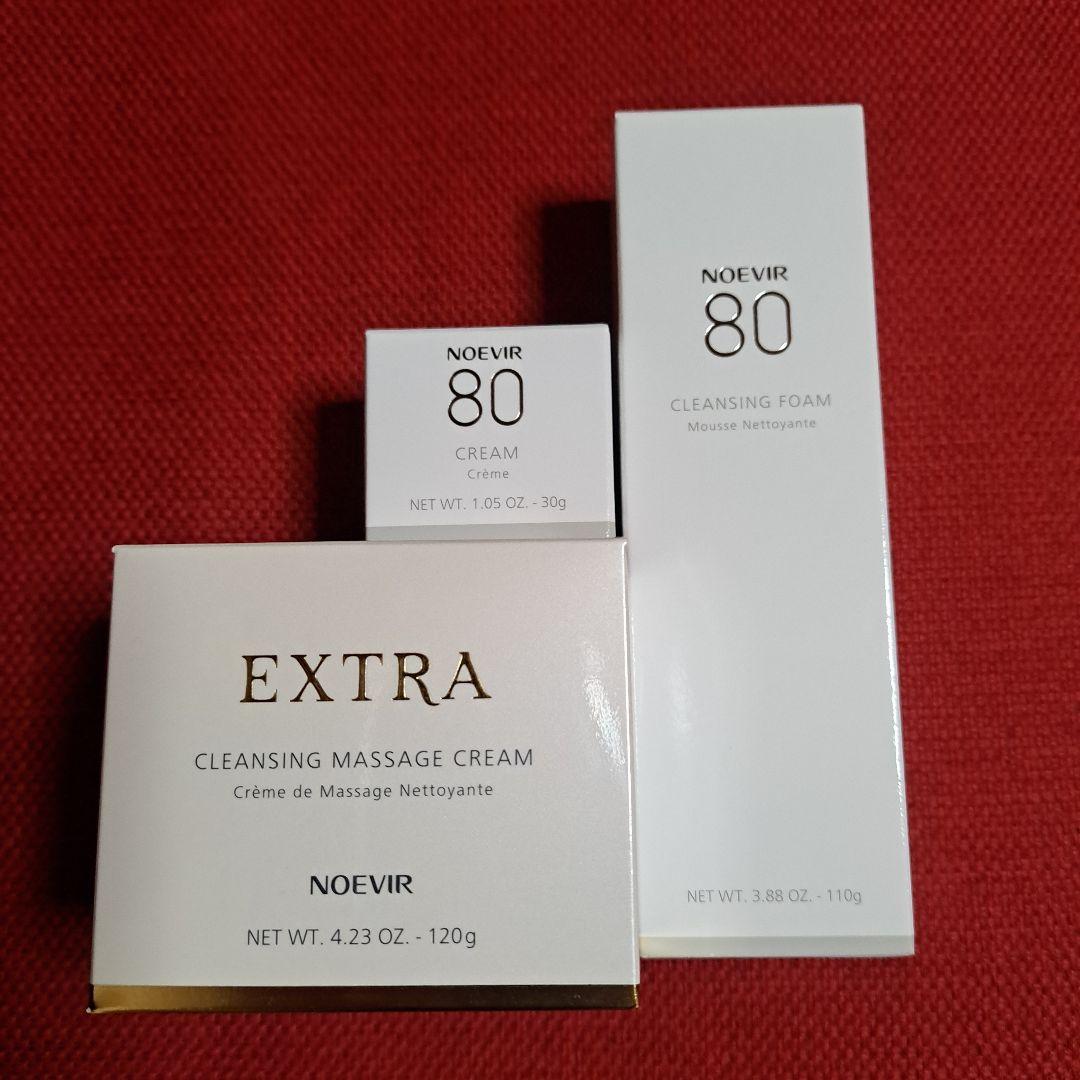 NOEVIR
80
CLEANSING FOAM
Mousse Nettoyante
NET WT. 3.88 OZ. - 110g
NOEVIR
80
CREAM
Crème
NET WT. 1.05 OZ. - 30g
EXTRA
CLEANSING MASSAGE CREAM
Crème de Massage Nettoyante
NOEVIR
NET WT. 4.23 OZ. - 120g